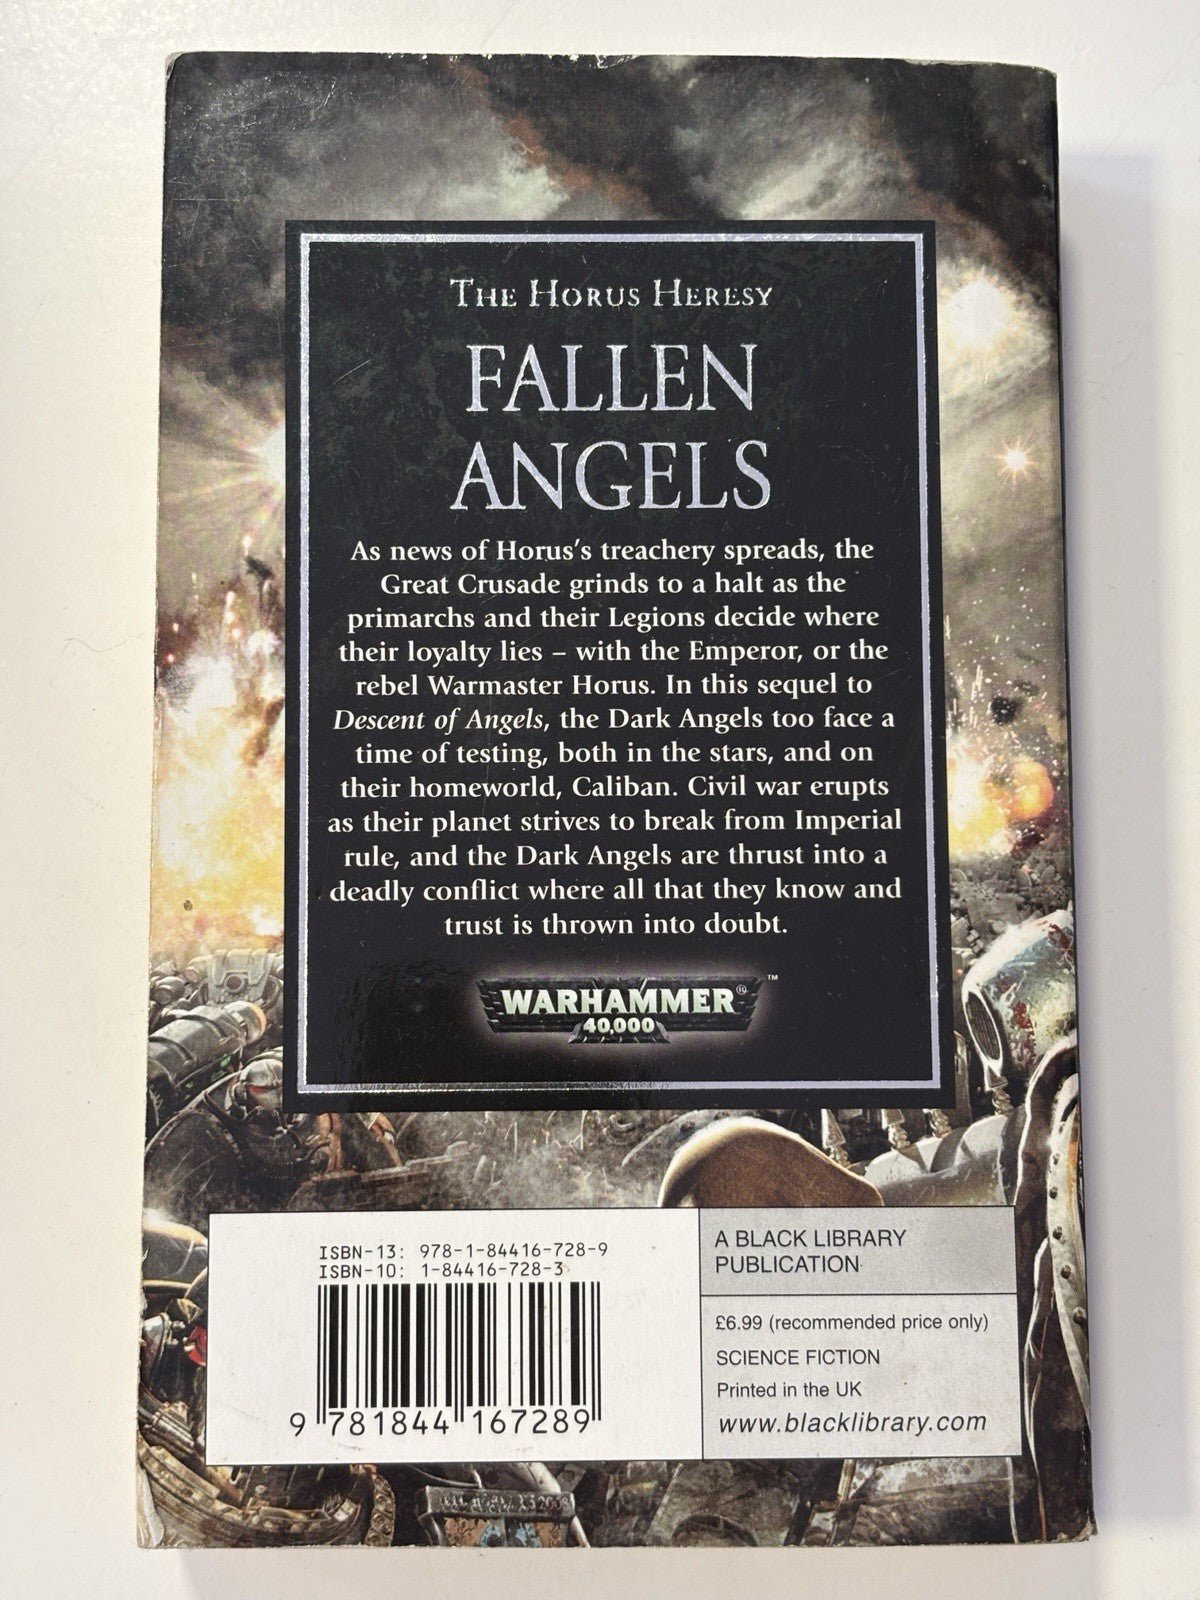 THE HORUS HERESY
FALLEN
ANGELS
As news of Horus's treachery spreads, the
Great Crusade grinds to a halt as the
primarchs and their Legions decide where
their loyalty lies – with the Emperor, or the
rebel Warmaster Horus. In this sequel to
Descent of Angels, the Dark Angels too face a
time of testing, both in the stars, and on
their homeworld, Caliban. Civil war erupts
as their planet strives to break from Imperial
rule, and the Dark Angels are thrust into a
deadly conflict where all that they know and
trust is thrown into doubt.
WARHAMMER® ™
40,000
ISBN-13: 978-1-84416-728-9
ISBN-10: 1-84416-728-3
9 781844 167289
A BLACK LIBRARY
PUBLICATION
£6.99 (recommended price only)
SCIENCE FICTION
Printed in the UK
www.blacklibrary.com